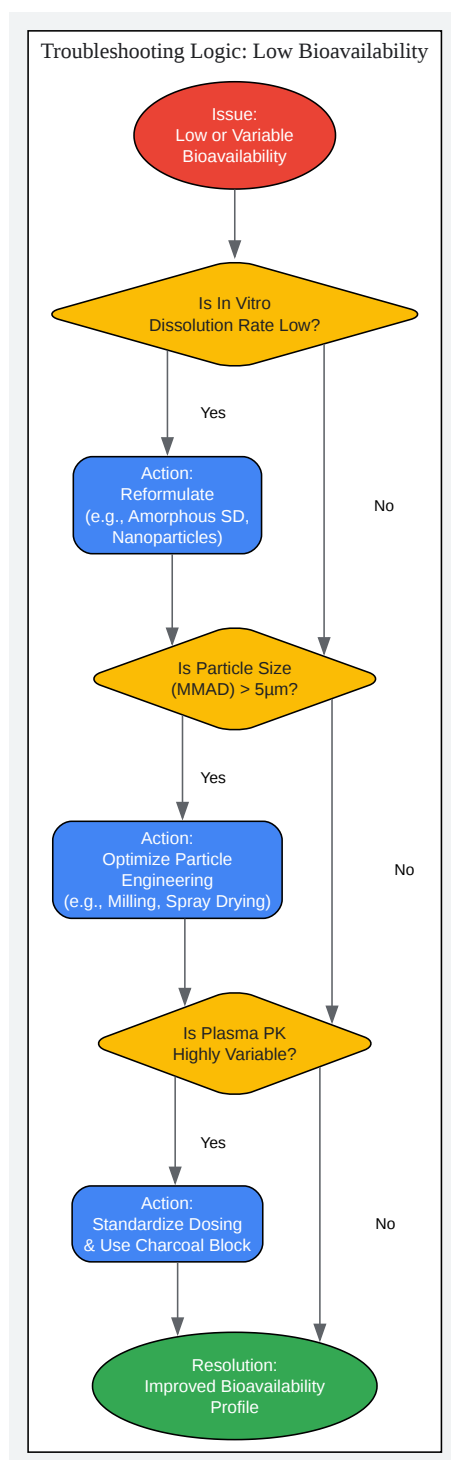 Troubleshooting Logic: Low Bioavailability
Issue:
Low or Variable
Bioavailability
Is In Vitro
Dissolution Rate Low?
Yes
Action:
Reformulate
(e.g., Amorphous SD,
Nanoparticles)
No
Is Particle Size
(MMAD) > 5µm?
Yes
Action:
Optimize Particle
Engineering
(e.g., Milling, Spray Drying)
No
Is Plasma PK
Highly Variable?
Yes
Action:
Standardize Dosing
& Use Charcoal Block
No
Resolution:
Improved Bioavailability
Profile